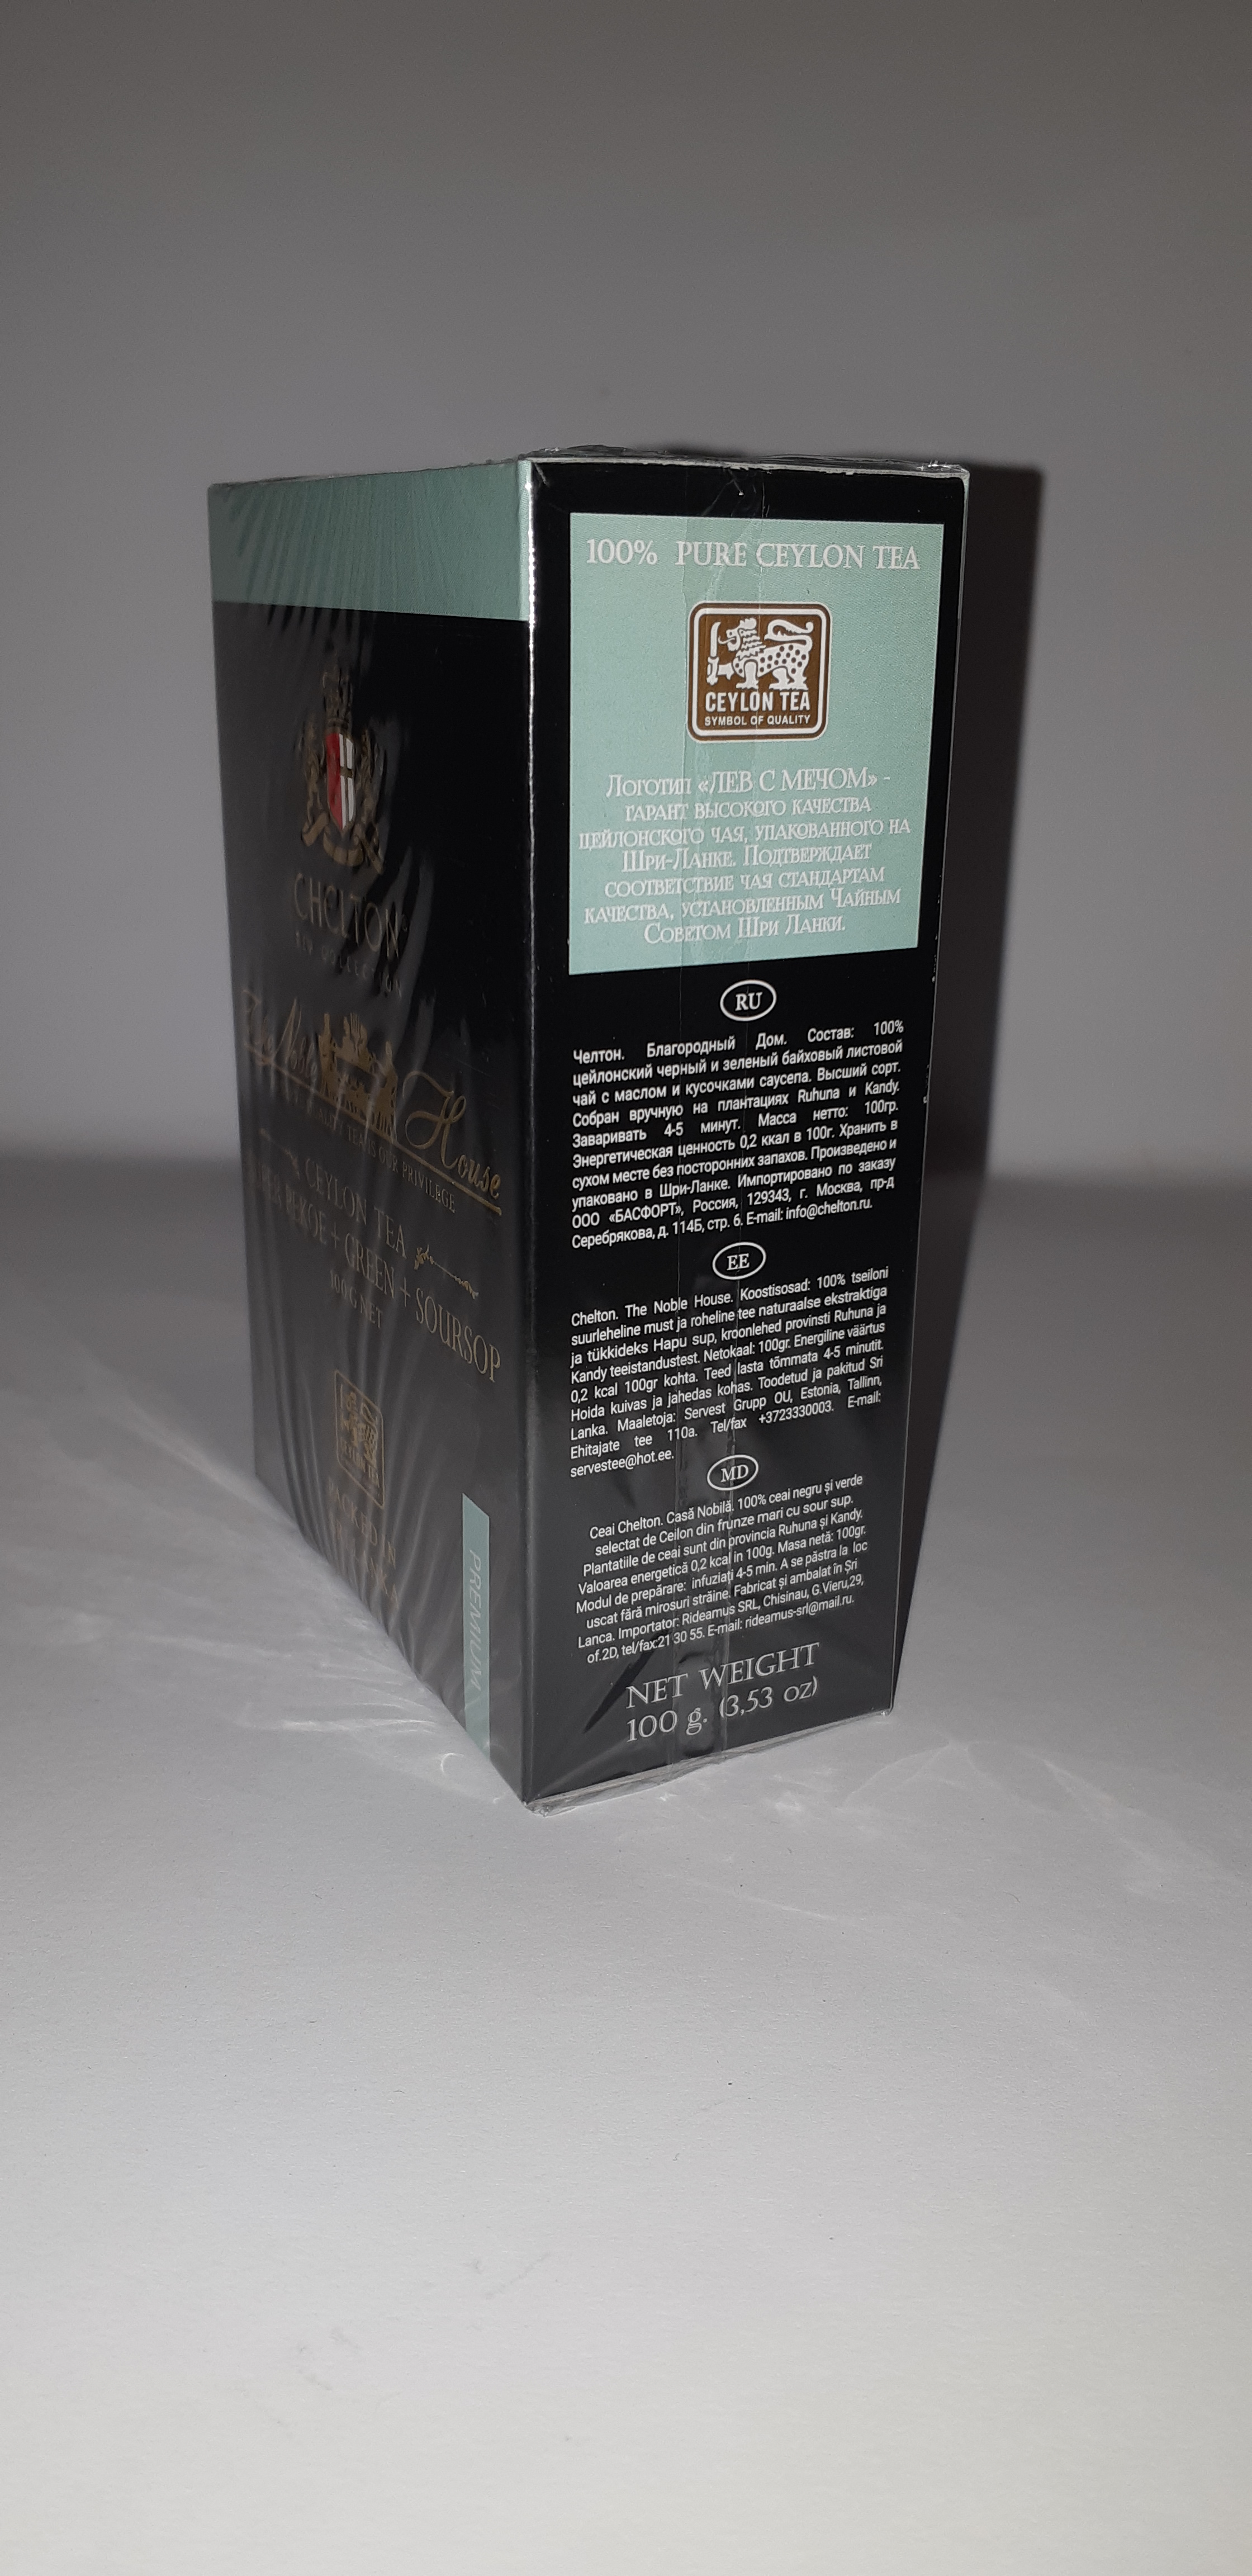 CHELTON
The Noble House
CEYLON TEA
SUPER PEKOE + GREEN + SOURSOP
100G NET
PACKED IN
PREMIUM
100% PURE CEYLON TEA
CEYLON TEA
SYMBOL OF QUALITY
Логотип «ЛЕВ С МЕЧОМ» -
ГАРАНТ ВЫСОКОГО КАЧЕСТВА
ЦЕЙЛОНСКОГО ЧАЯ, УПАКОВАННОГО НА
ШРИ-ЛАНКЕ. ПОДТВЕРЖДАЕТ
СООТВЕТСТВИЕ ЧАЯ СТАНДАРТАМ
КАЧЕСТВА, УСТАНОВЛЕННЫМ ЧАЙНЫМ
СОВЕТОМ ШРИ ЛАНКИ.
RU
Челтон. Благородный Дом. Состав: 100%
цейлонский черный и зеленый байховый листовой
чай с маслом и кусочками саусепа. Высший сорт.
Собран вручную на плантациях Ruhuna и Kandy.
Заваривать 4-5 минут. Масса нетто: 100гр.
Энергетическая ценность 0,2 ккал в 100г. Хранить в
сухом месте без посторонних запахов. Произведено и
упаковано в Шри-Ланке. Импортировано по заказу
ООО «БАСФОРТ», Россия, 129343, г. Москва, пр-д
Серебрякова, д. 114Б, стр. 6. E-mail: info@chelton.ru.
EE
Chelton. The Noble House. Koostisosad: 100% tseiloni
suurleheline must ja roheline tee naturaalse ekstraktiga
ja tükkideks Hapu sup, kroonlehed provinsti Ruhuna ja
Kandy teeistandustest. Netokaal: 100gr. Energiline väärtus
0,2 kcal 100gr kohta. Teed lasta tõmmata 4-5 minutit.
Hoida kuivas ja jahedas kohas. Toodetud ja pakitud Sri
Lanka. Maaletoja: Servest Grupp OU, Estonia, Tallinn,
Ehitajate tee 110a. Tel/fax +3723330003. E-mail:
servestee@hot.ee.
MD
Ceai Chelton. Casă Nobilă. 100% ceai negru și verde
selectat de Ceilon din frunze mari cu sour sup.
Plantatiile de ceai sunt din provincia Ruhuna și Kandy.
Valoarea energetică 0,2 kcal in 100g. Masa netă: 100gr.
Modul de prepărare: infuziați 4-5 min. A se păstra la loc
uscat fără mirosuri străine. Fabricat și ambalat în Șri
Lanca. Importator: Rideamus SRL, Chisinau, G.Vieru,29,
of.2D, tel/fax:21 30 55. E-mail: rideamus-srl@mail.ru.
NET WEIGHT
100 g. (3,53 oz)